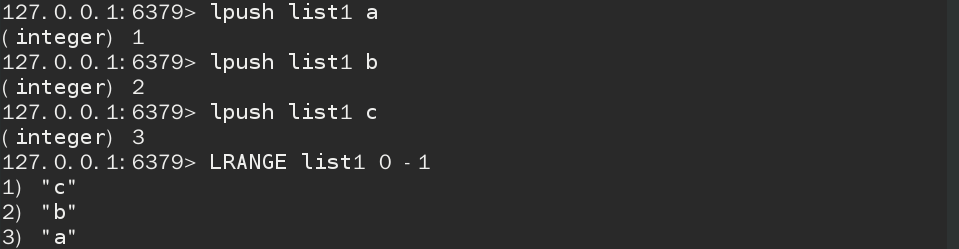 127.0.0.1:6379> lpush list1 a
(integer) 1
127.0.0.1:6379> lpush list1 b
(integer) 2
127.0.0.1:6379> lpush list1 c
(integer) 3
127.0.0.1:6379> LRANGE list1 0 -1
1) "c"
2) "b"
3) "a"